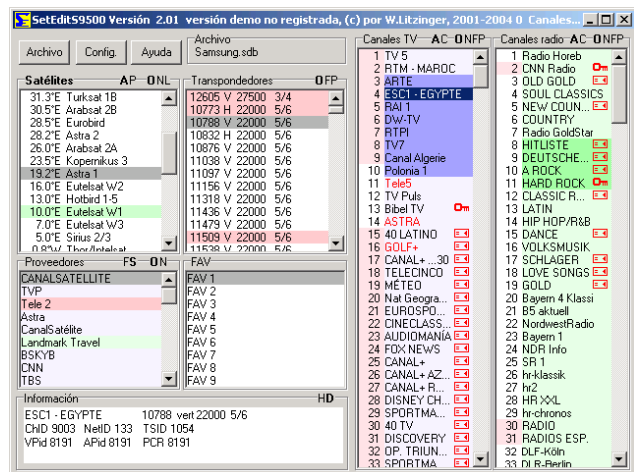 SetEditS9500 Versión 2.01 versión demo no registrada, (c) por W.Litzinger, 2001-2004 0 Canales...
Archivo Config. Ayuda
Archivo
Samsung.sdb
Satélites AP ONL
31.3°E Turksat 1B
30.5°E Arabsat 2B
28.5°E Eurobird
28.2°E Astra 2
26.0°E Arabsat 2A
23.5°E Kopernikus 3
19.2°E Astra 1
16.0°E Eutelsat W2
13.0°E Hotbird 1-5
10.0°E Eutelsat W1
7.0°E Eutelsat W3
5.0°E Sirius 2/3
0.8°W Thor/Intelsat
Transpondedores OFP
12605 V 27500 3/4
10773 H 22000 5/6
10788 V 22000 5/6
10832 H 22000 5/6
10876 V 22000 5/6
11038 V 22000 5/6
11097 V 22000 5/6
11156 V 22000 5/6
11318 V 22000 5/6
11436 V 22000 5/6
11479 V 22000 5/6
11509 V 22000 5/6
11538 V 22000 5/6
Proveedores FS ON
CANALSATELLITE
TVP
Tele 2
Astra
CanalSatélite
Landmark Travel
BSKYB
CNN
TBS
FAV
FAV 1
FAV 2
FAV 3
FAV 4
FAV 5
FAV 6
FAV 7
FAV 8
FAV 9
Información HD
ESC1 - EGYPTE 10788 vert 22000 5/6
ChID 9003 NetID 133 TSID 1054
VPid 8191 APid 8191 PCR 8191
Canales TV AC ONFP
1 TV 5
2 RTM - MAROC
3 ARTE
4 ESC1 - EGYPTE
5 RAI 1
6 DW-TV
7 RTPI
8 TV7
9 Canal Algerie
10 Polonia 1
11 Tele5
12 TV Puls
13 Bibel TV
14 ASTRA
15 40 LATINO
16 GOLF+
17 CANAL+ ...30
18 TELECINCO
19 MÉTEO
20 Nat Geogra...
21 EUROSPO...
22 CINECLASS...
23 AUDIOMANÍA
24 FOX NEWS
25 CANAL+
26 CANAL+ AZ...
27 CANAL+ R...
28 DISNEY CH...
29 SPORTMA...
30 40 TV
31 DISCOVERY
32 OP. TRIUN...
33 SPORTMA
Canales radio AC ONFP
1 Radio Horeb
2 CNN Radio
3 OLD GOLD
4 SOUL CLASSICS
5 NEW COUN...
6 COUNTRY
7 Radio GoldStar
8 HITLISTE
9 DEUTSCHE...
10 A ROCK
11 HARD ROCK
12 CLASSIC R...
13 LATIN
14 HIP HOP/R&B
15 DANCE
16 VOLKSMUSIK
17 SCHLAGER
18 LOVE SONGS
19 GOLD
20 Bayern 4 Klassi
21 B5 aktuell
22 NordwestRadio
23 Bayern 1
24 NDR Info
25 SR 1
26 hr-klassik
27 hr2
28 HR XXL
29 hr-chronos
30 RADIO
31 RADIOS ESP.
32 DLF-Köln
33 DLR-Berlin